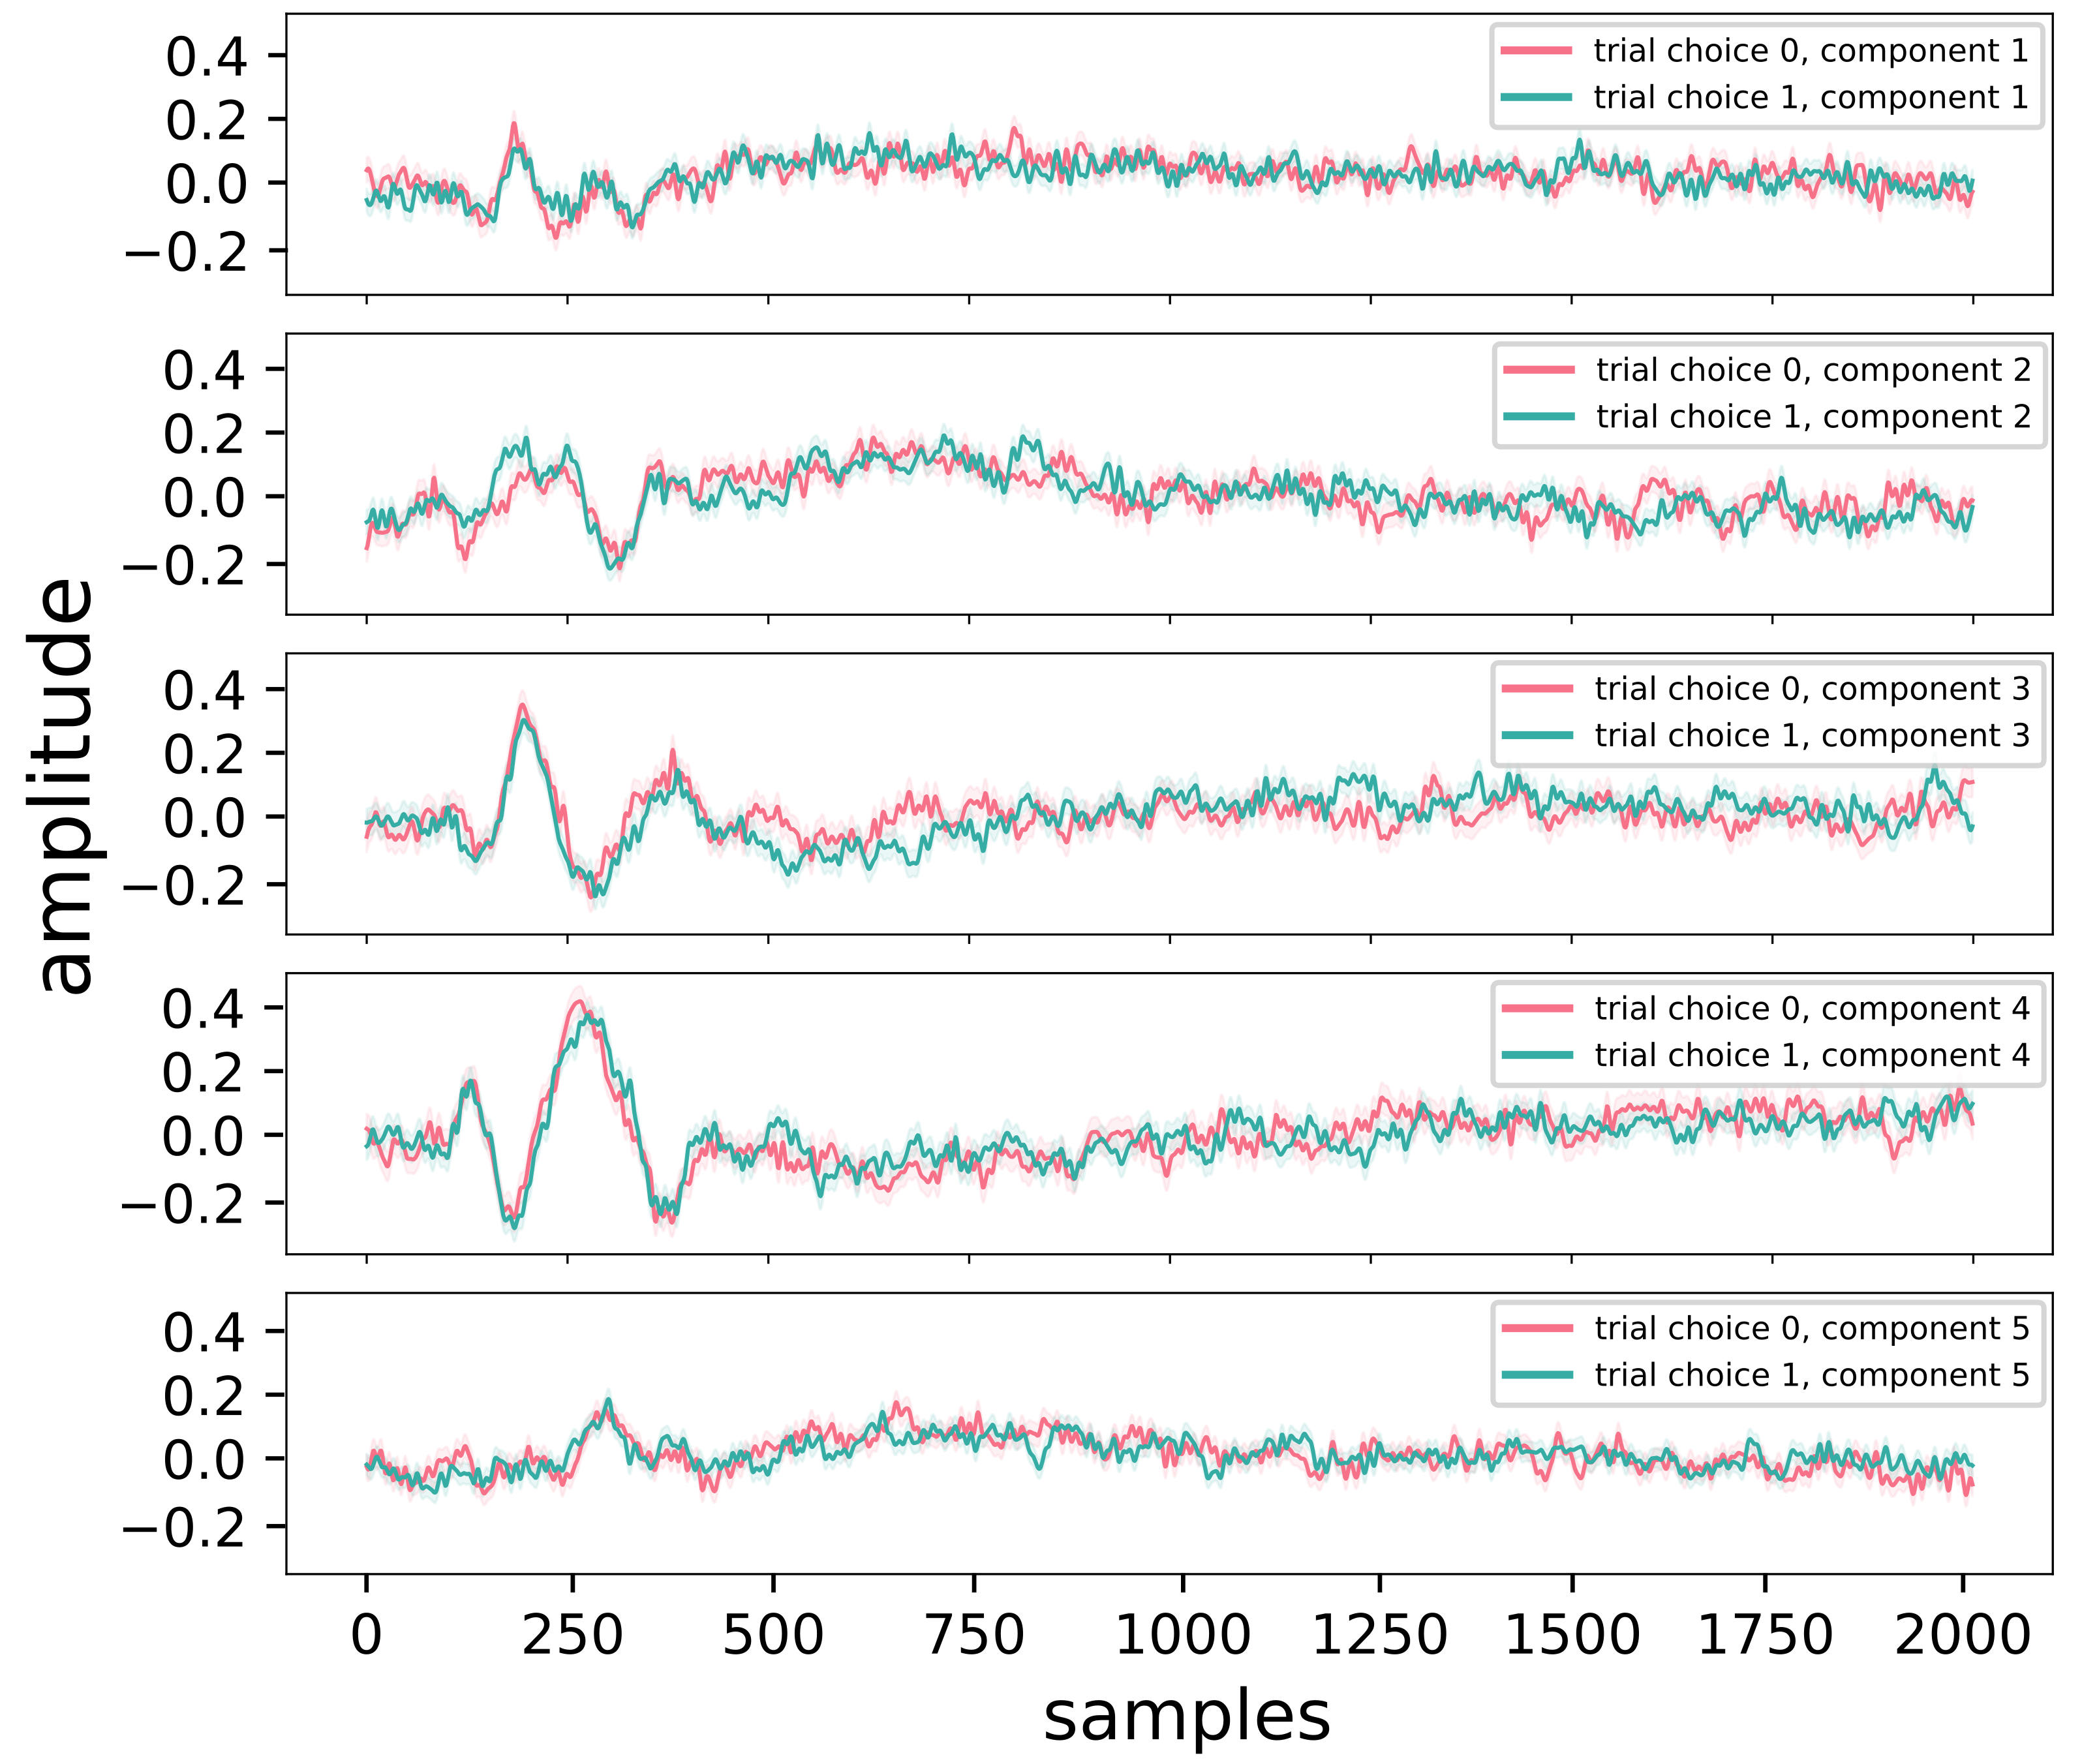 amplitude
0.4
0.2
0.0
−0.2
trial choice 0, component 1
trial choice 1, component 1
0.4
0.2
0.0
−0.2
trial choice 0, component 2
trial choice 1, component 2
0.4
0.2
0.0
−0.2
trial choice 0, component 3
trial choice 1, component 3
0.4
0.2
0.0
−0.2
trial choice 0, component 4
trial choice 1, component 4
0.4
0.2
0.0
−0.2
trial choice 0, component 5
trial choice 1, component 5
0 250 500 750 1000 1250 1500 1750 2000
samples